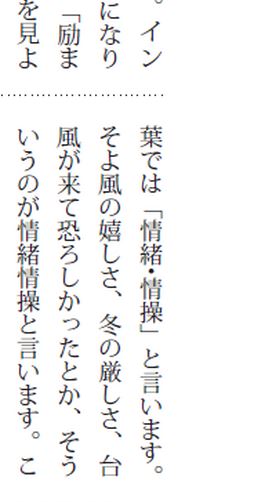 。イン
になり
「励ま
を見よ
葉では「情緒・情操」と言います。
そよ風の嬉しさ、冬の厳しさ、台
風が来て恐ろしかったとか、そう
いうのが情緒情操と言います。こ